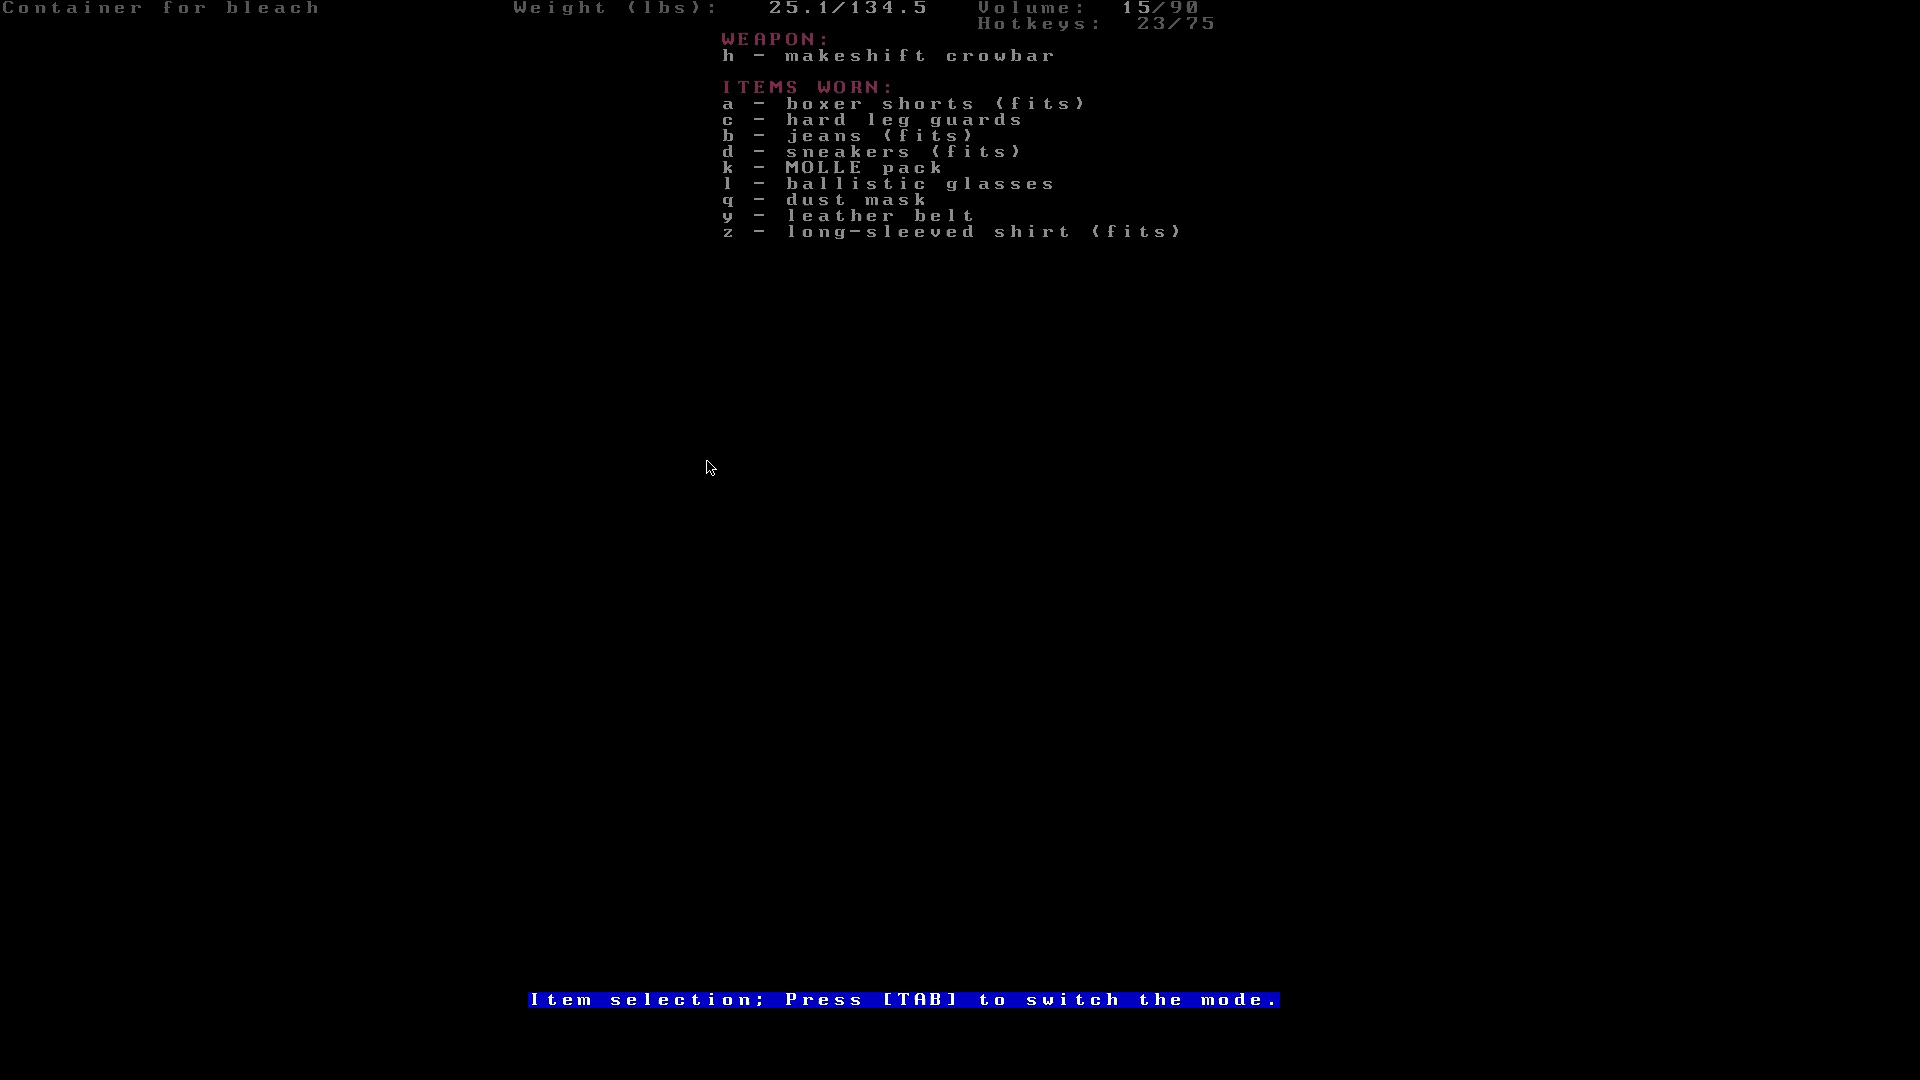 Container for bleach Weight (lbs): 25.1/134.5 Volume: 15/90
Hotkeys: 23/75
WEAPON:
h - makeshift crowbar
ITEMS WORN:
a - boxer shorts (fits)
c - hard leg guards
b - jeans (fits)
d - sneakers (fits)
k - MOLLE pack
l - ballistic glasses
q - dust mask
y - leather belt
z - long-sleeved shirt (fits)
Item selection; Press [TAB] to switch the mode.